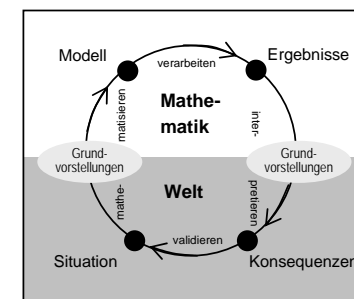 Modell
Ergebnisse
verarbeiten
matisieren
Mathe-
matik
inter-
Grund-
vorstellungen
Grund-
vorstellungen
mathe-
Welt
pretieren
validieren
Situation
Konsequenzen